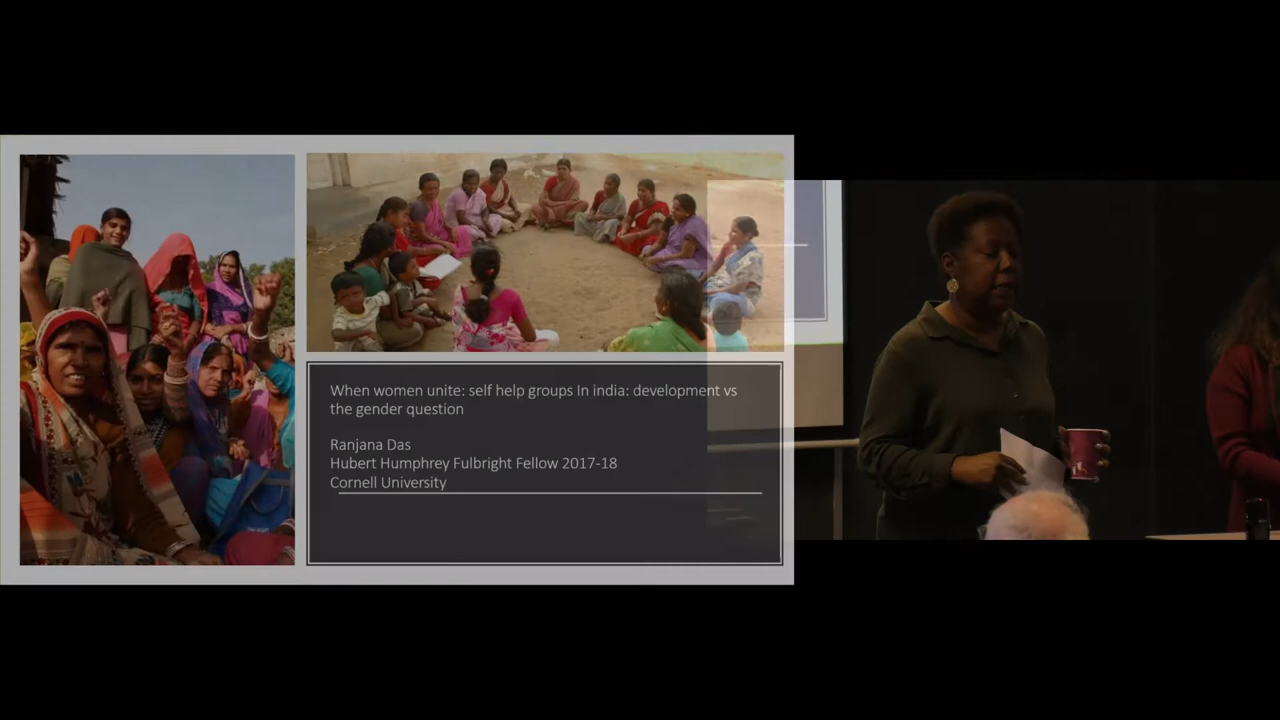 When women unite: self help groups In india: development vs
the gender question
Ranjana Das
Hubert Humphrey Fulbright Fellow 2017-18
Cornell University